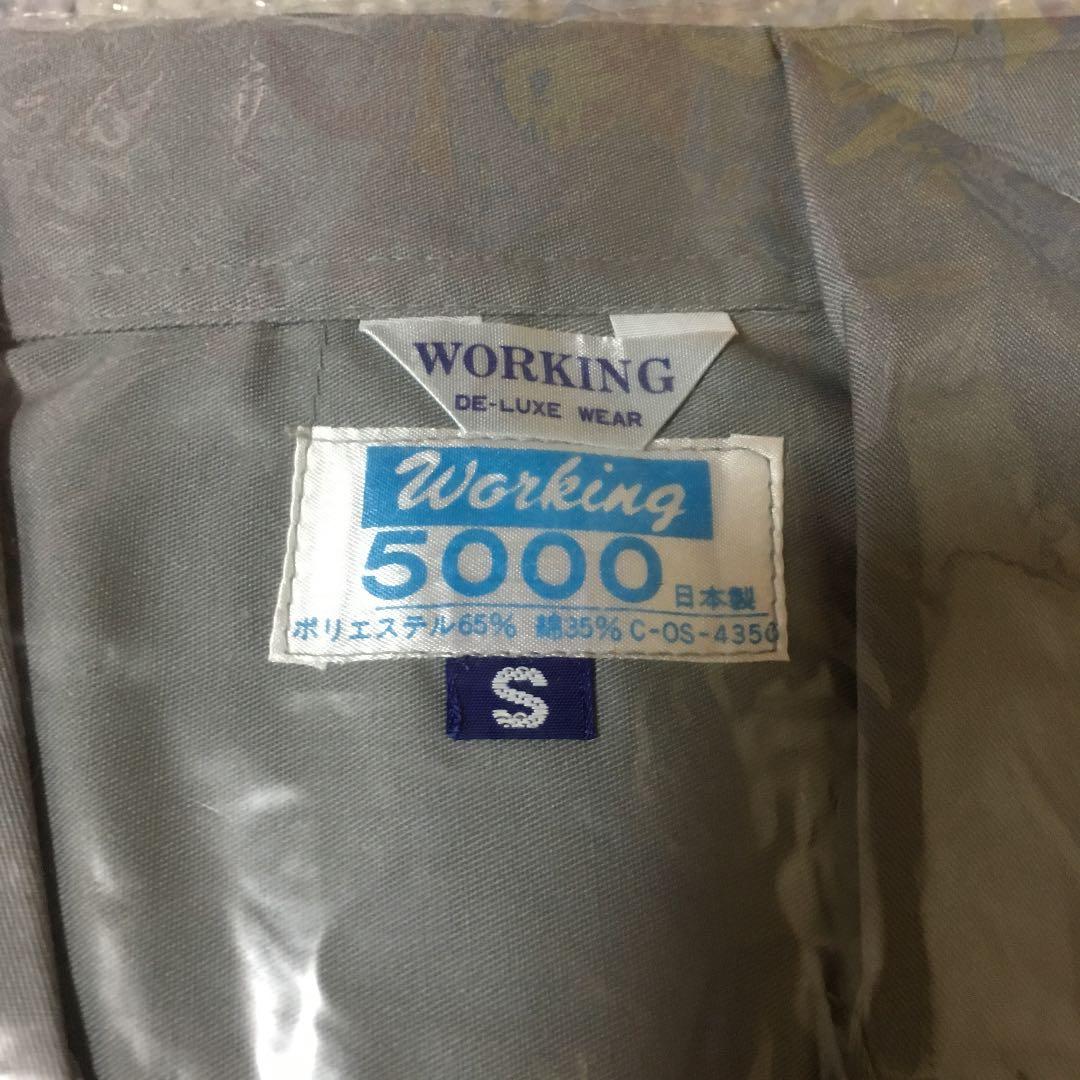 WORKING
DE-LUXE WEAR
Working
5000 日本製
ポリエステル65% 綿35% C-OS-4350
S